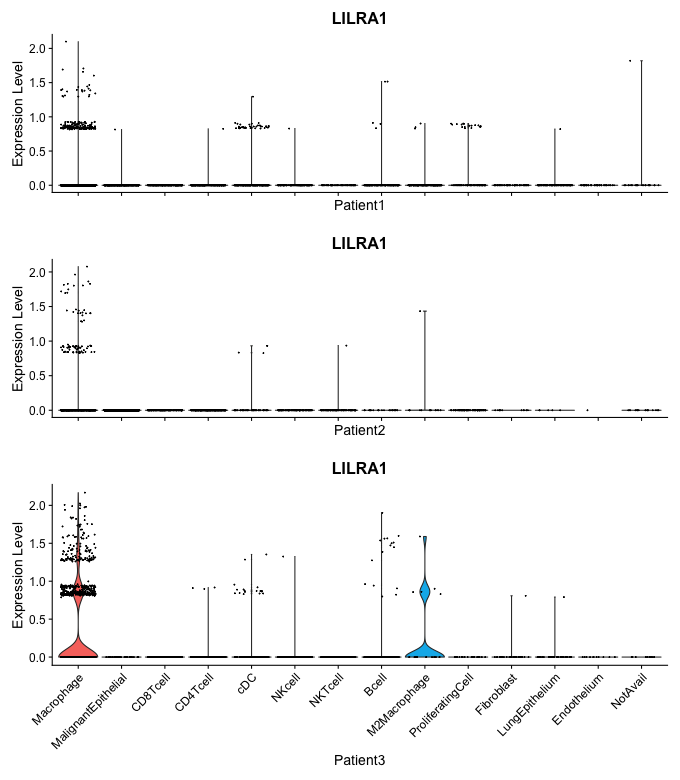 LILRA1
Expression Level
2.0
1.5
1.0
0.5
0.0
Patient1
LILRA1
Expression Level
2.0
1.5
1.0
0.5
0.0
Patient2
LILRA1
Expression Level
2.0
1.5
1.0
0.5
0.0
Macrophage
MalignantEpithelial
CD8Tcell
CD4Tcell
cDC
NKcell
NKTcell
Bcell
M2Macrophage
ProliferatingCell
Fibroblast
LungEpithelium
Endothelium
NotAvail
Patient3